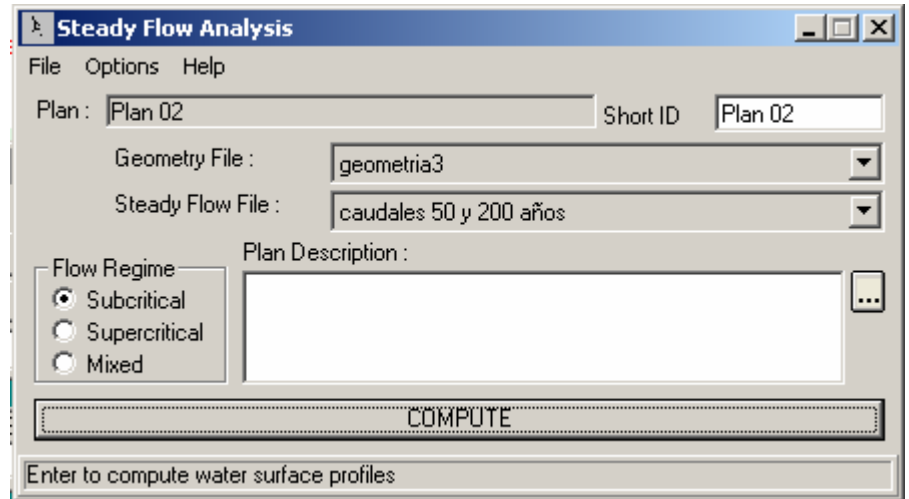 Steady Flow Analysis
File Options Help
Plan : Plan 02 Short ID Plan 02
Geometry File : geometria3
Steady Flow File : caudales 50 y 200 años
Plan Description :
Flow Regime
Subcritical
Supercritical
Mixed
...
COMPUTE
Enter to compute water surface profiles